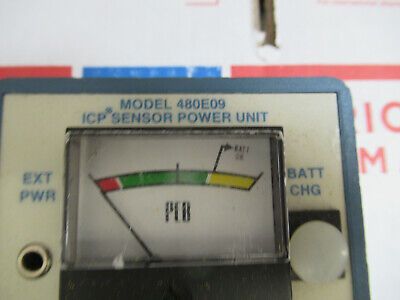 MODEL 480E09
ICP® SENSOR POWER UNIT
BATT
OK
EXT
PWR
BATT
CHG
PCB